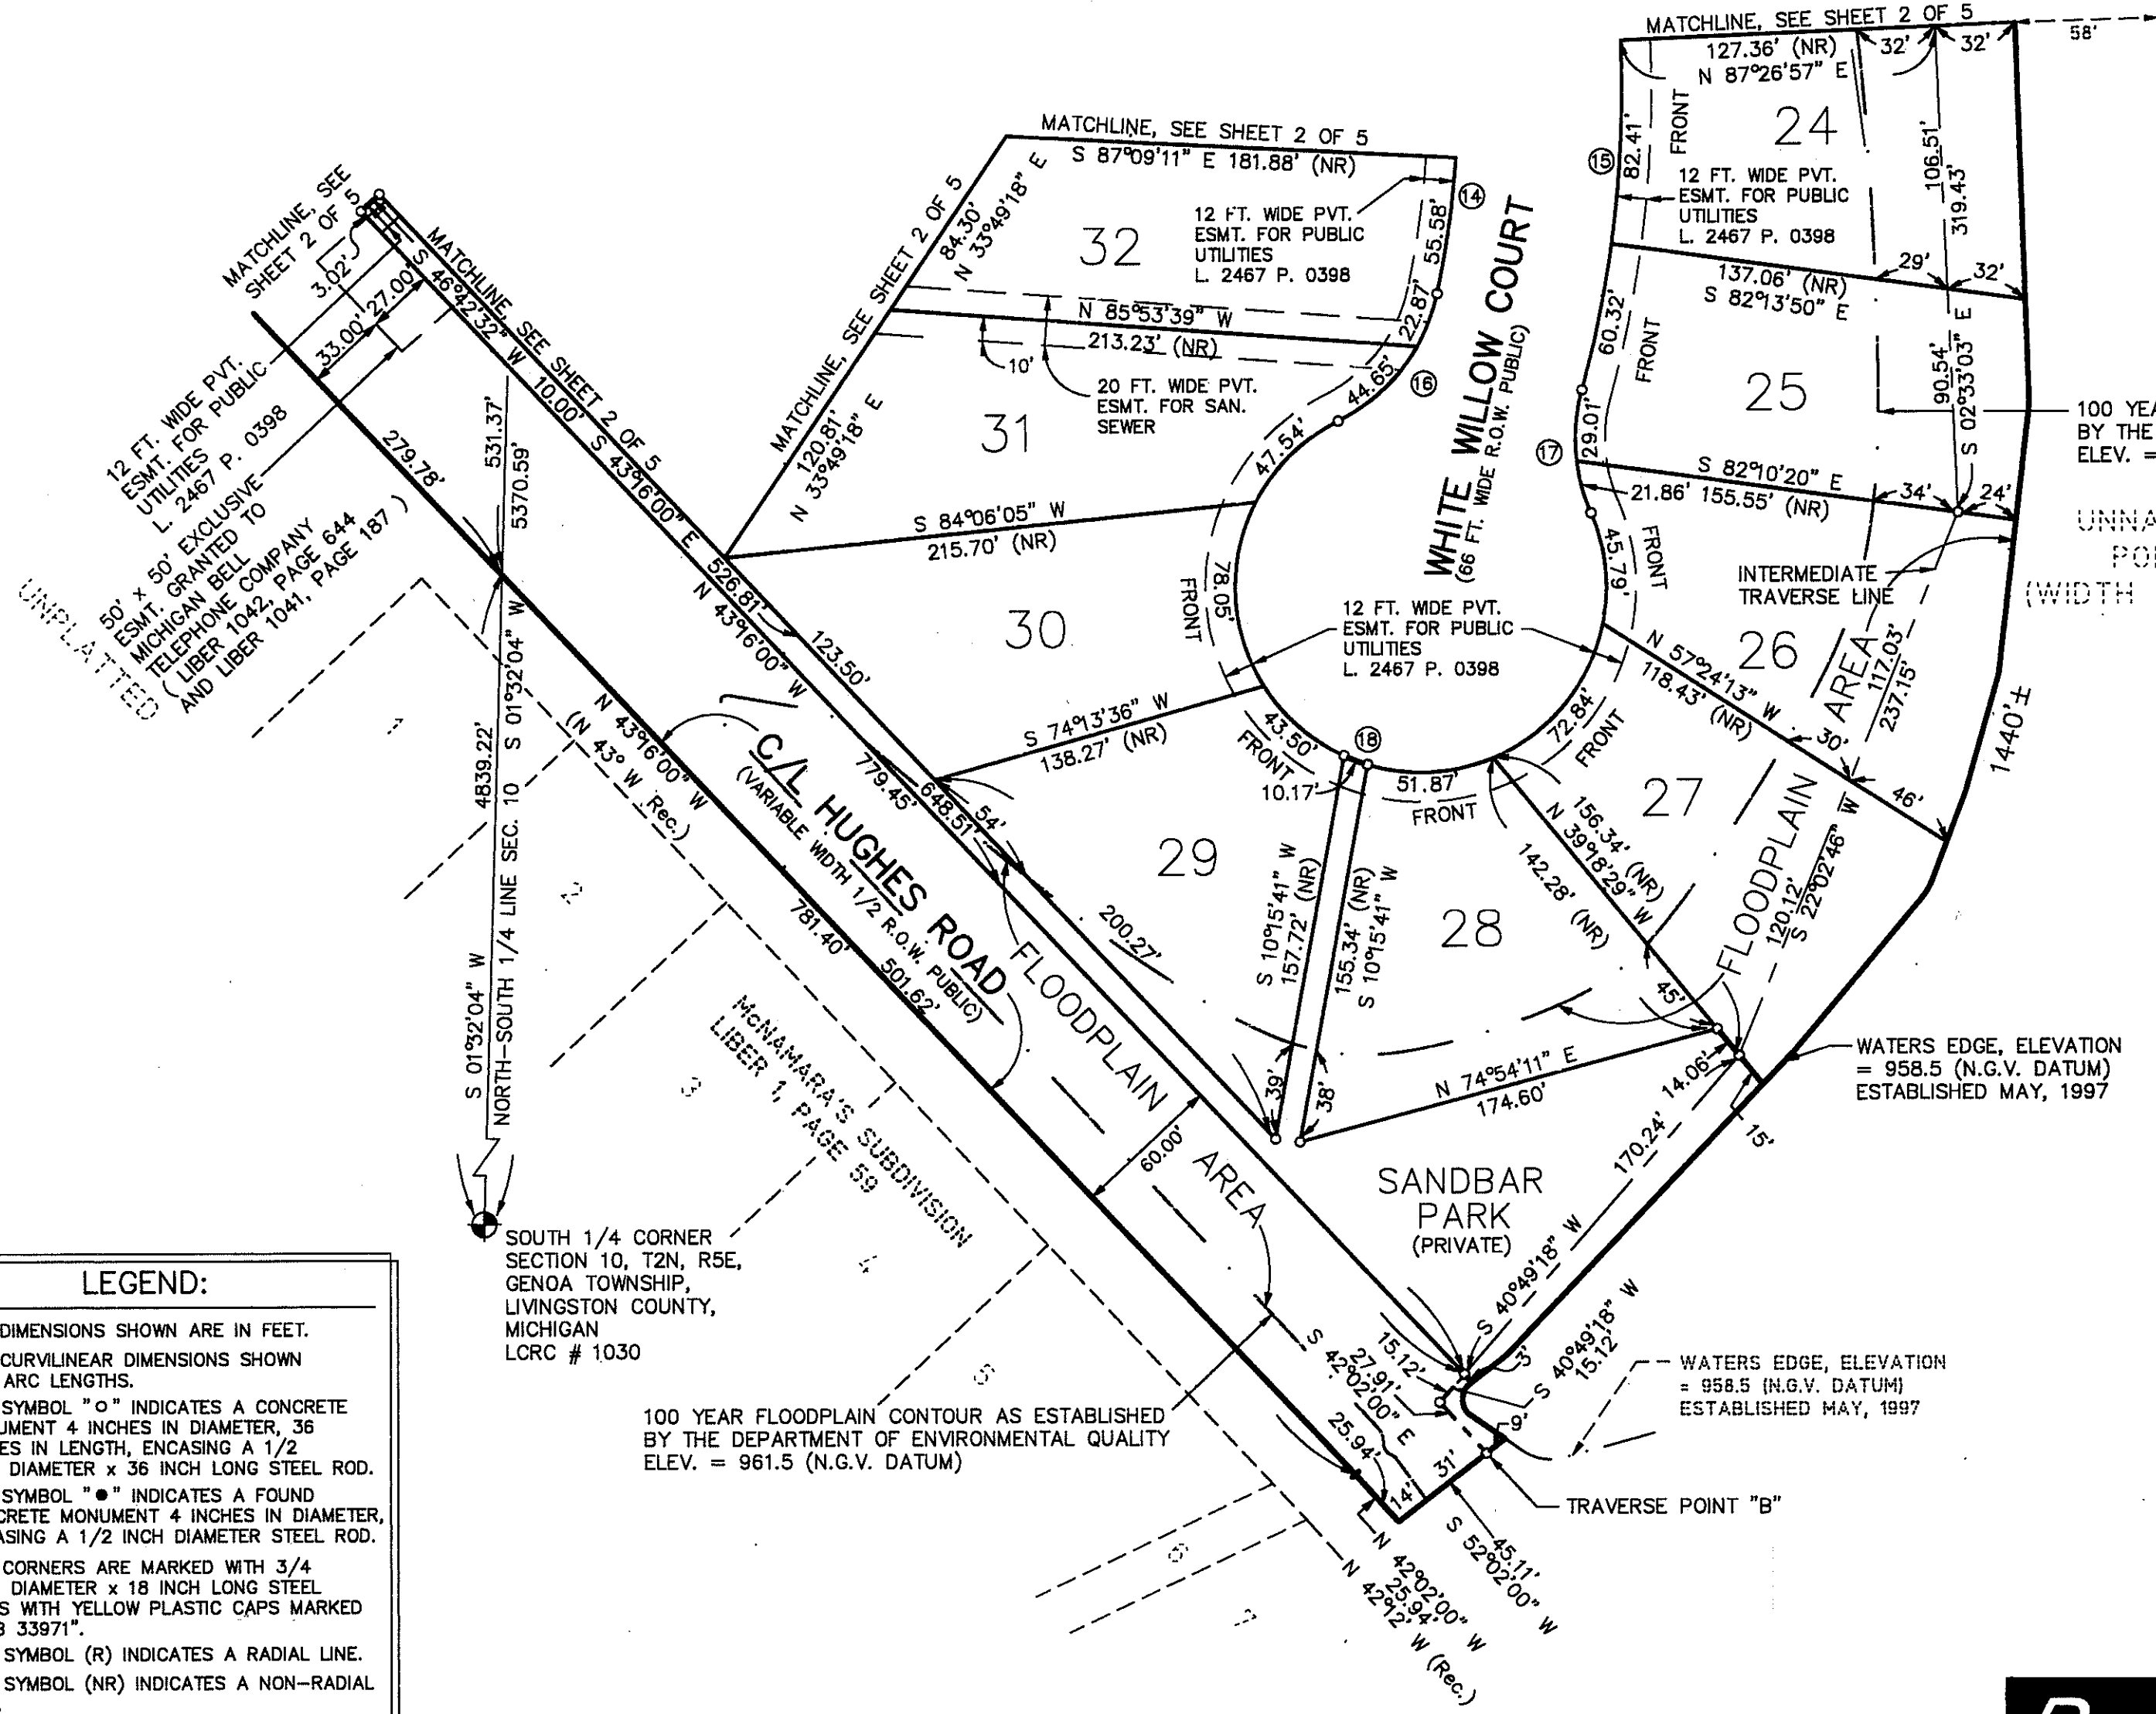 MATCHLINE, SEE SHEET 2 OF 5
58'
127.36' (NR)
N 87°26'57" E
32'
32'
24
FRONT
82.41'
15
106.51'
319.43'
12 FT. WIDE PVT.
ESMT. FOR PUBLIC
UTILITIES
L. 2467 P. 0398
29'
32'
137.06' (NR)
S 82°13'50" E
MATCHLINE, SEE SHEET 2 OF 5
S 87°09'11" E 181.88' (NR)
14
32
12 FT. WIDE PVT.
ESMT. FOR PUBLIC
UTILITIES
L. 2467 P. 0398
55.58'
22.87'
MATCHLINE, SEE SHEET 2 OF 5
84.30'
N 33°49'18" E
N 85°53'39" W
213.23' (NR)
10'
20 FT. WIDE PVT.
ESMT. FOR SAN.
SEWER
44.65'
16
WHITE WILLOW COURT
(66 FT. WIDE R.O.W. PUBLIC)
60.32'
FRONT
25
90.54'
S 02°33'03" E
100 YEA
BY THE
ELEV. =
29.01'
17
S 82°10'20" E
21.86' 155.55' (NR)
34'
24'
MATCHLINE, SEE
SHEET 2 OF 5
3.02'
27.00'
33.00'
S 46°42'32" W 10.00'
MATCHLINE, SEE SHEET 2 OF 5
S 43°16'00" E
526.81'
12 FT. WIDE PVT.
ESMT. FOR PUBLIC
UTILITIES
L. 2467 P. 0398
50' x 50' EXCLUSIVE
ESMT. GRANTED TO
MICHIGAN BELL
TELEPHONE COMPANY
( LIBER 1042, PAGE 644
AND LIBER 1041, PAGE 187 )
UNPLATTED
279.78'
531.37'
5370.59'
S 01°32'04" W
4839.22'
NORTH-SOUTH 1/4 LINE SEC. 10
S 01°32'04" W
MATCHLINE, SEE SHEET 2 OF 5
120.81'
N 33°49'18" E
31
47.54'
S 84°06'05" W
215.70' (NR)
30
FRONT
78.05'
12 FT. WIDE PVT.
ESMT. FOR PUBLIC
UTILITIES
L. 2467 P. 0398
45.79'
FRONT
INTERMEDIATE
TRAVERSE LINE
UNNA
POI
(WIDTH
26
N 57°24'13" W
118.43' (NR)
30'
46'
AREA
117.03'
237.15'
1440'±
N 43°16'00" W
779.45'
123.50'
S 74°13'36" W
138.27' (NR)
43.50'
FRONT
18
10.17'
51.87'
FRONT
72.84'
FRONT
27
156.34' (NR)
N 39°18'29" W
142.28' (NR)
FLOODPLAIN
120.12'
S 22°02'46" W
N 43°16'00" W
(N 43° W Rec.)
C/L HUGHES ROAD
(VARIABLE WIDTH 1/2 R.O.W. PUBLIC)
648.51'
54'
29
S 10°15'41" W
157.72' (NR)
155.34' (NR)
S 10°15'41" W
28
45'
781.40'
501.62'
200.27'
FLOODPLAIN
AREA
60.00'
39'
38'
N 74°54'11" E
174.60'
14.06'
15'
WATERS EDGE, ELEVATION
= 958.5 (N.G.V. DATUM)
ESTABLISHED MAY, 1997
170.24'
S 40°49'18" W
SANDBAR
PARK
(PRIVATE)
1
2
3
4
5
6
7
McNAMARA'S SUBDIVISION
LIBER 1, PAGE 59
SOUTH 1/4 CORNER
SECTION 10, T2N, R5E,
GENOA TOWNSHIP,
LIVINGSTON COUNTY,
MICHIGAN
LCRC # 1030
100 YEAR FLOODPLAIN CONTOUR AS ESTABLISHED
BY THE DEPARTMENT OF ENVIRONMENTAL QUALITY
ELEV. = 961.5 (N.G.V. DATUM)
15.12'
27.91'
S 42°02'00" E
25.94'
14'
31'
9'
3'
S 40°49'18" W
15.12'
WATERS EDGE, ELEVATION
= 958.5 (N.G.V. DATUM)
ESTABLISHED MAY, 1997
TRAVERSE POINT "B"
45.11'
S 52°02'00" W
N 42°02'00" W
25.94'
N 42°12' W (Rec.)
LEGEND:
DIMENSIONS SHOWN ARE IN FEET.
CURVILINEAR DIMENSIONS SHOWN
ARC LENGTHS.
SYMBOL "o" INDICATES A CONCRETE
UMENT 4 INCHES IN DIAMETER, 36
ES IN LENGTH, ENCASING A 1/2
DIAMETER x 36 INCH LONG STEEL ROD.
SYMBOL "●" INDICATES A FOUND
CRETE MONUMENT 4 INCHES IN DIAMETER,
ASING A 1/2 INCH DIAMETER STEEL ROD.
CORNERS ARE MARKED WITH 3/4
DIAMETER x 18 INCH LONG STEEL
S WITH YELLOW PLASTIC CAPS MARKED
33971".
SYMBOL (R) INDICATES A RADIAL LINE.
SYMBOL (NR) INDICATES A NON-RADIAL